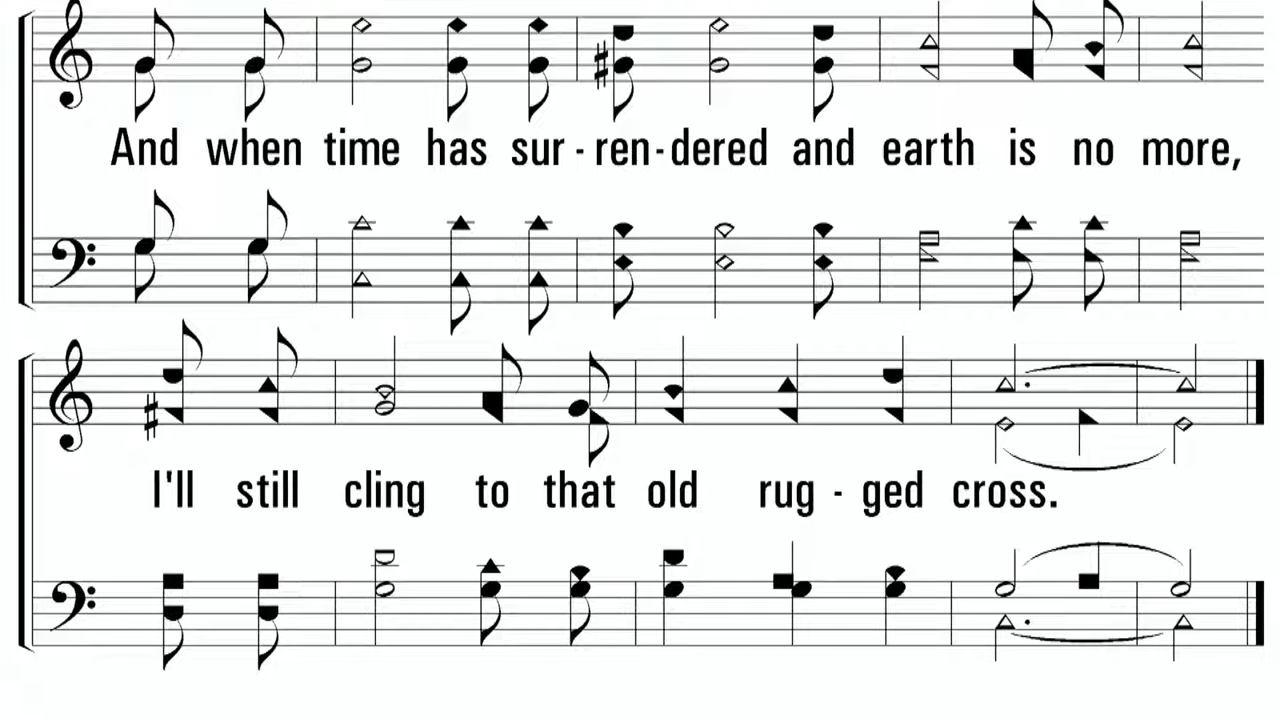 And when time has sur-ren-dered and earth is no more,
I'll still cling to that old rug-ged cross.